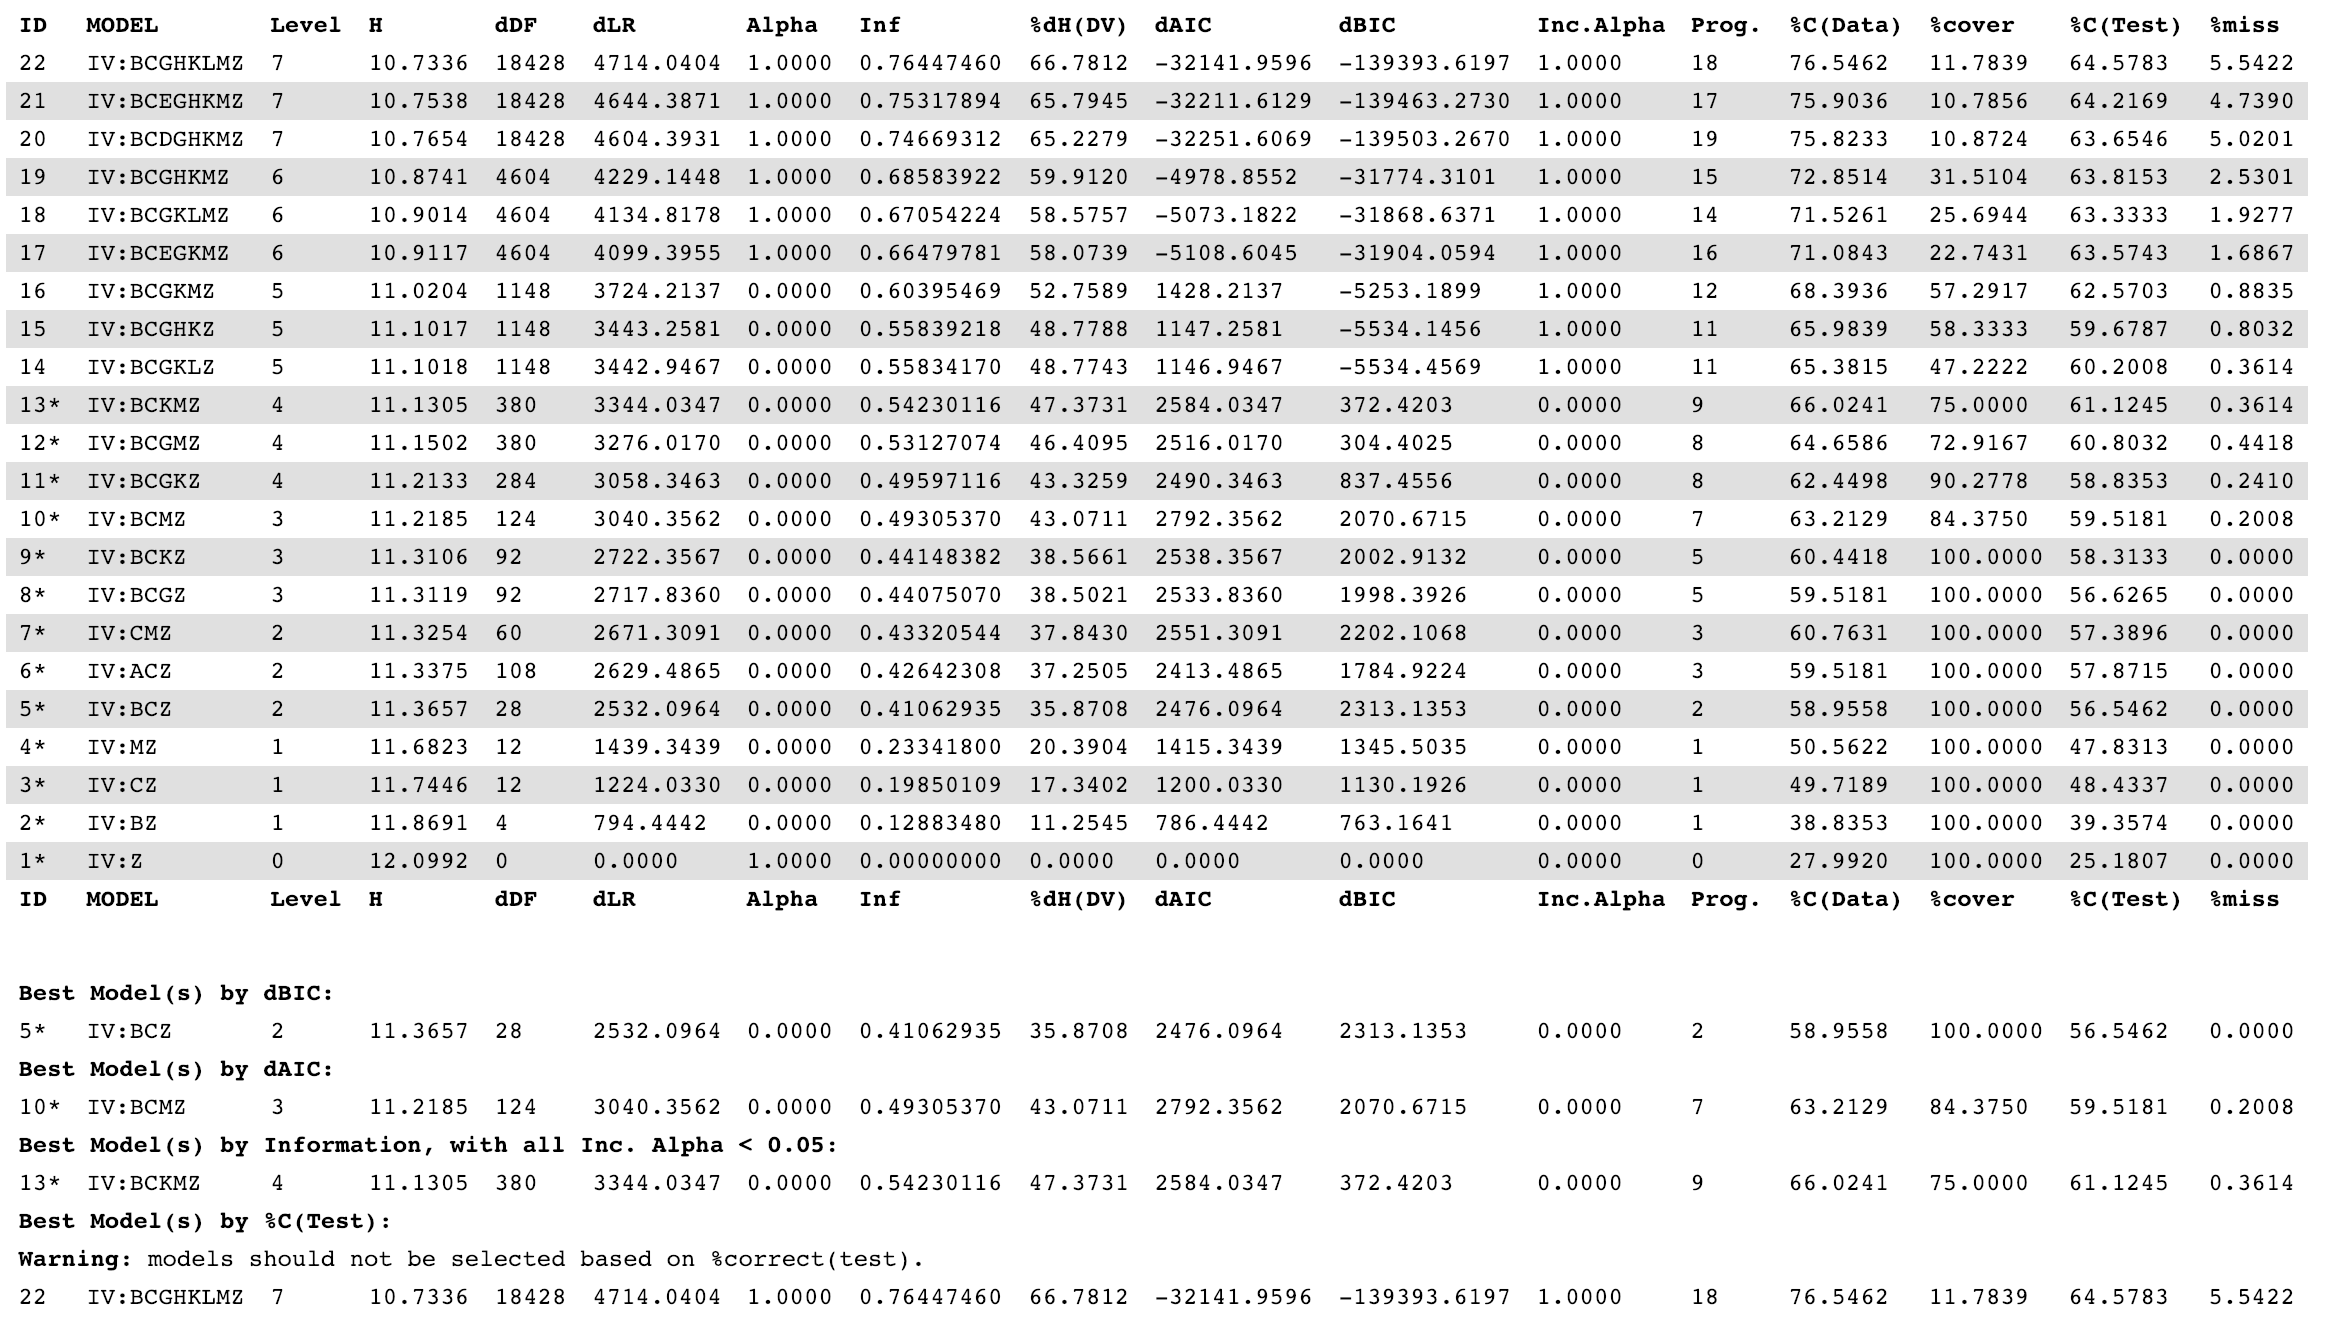 ID MODEL Level H dDF dLR Alpha Inf %dH(DV) dAIC dBIC Inc.Alpha Prog. %C(Data) %cover %C(Test) %miss
22 IV:BCGHKLMZ 7 10.7336 18428 4714.0404 1.0000 0.76447460 66.7812 -32141.9596 -139393.6197 1.0000 18 76.5462 11.7839 64.5783 5.5422
21 IV:BCEGHKMZ 7 10.7538 18428 4644.3871 1.0000 0.75317894 65.7945 -32211.6129 -139463.2730 1.0000 17 75.9036 10.7856 64.2169 4.7390
20 IV:BCDGHKMZ 7 10.7654 18428 4604.3931 1.0000 0.74669312 65.2279 -32251.6069 -139503.2670 1.0000 19 75.8233 10.8724 63.6546 5.0201
19 IV:BCGHKMZ 6 10.8741 4604 4229.1448 1.0000 0.68583922 59.9120 -4978.8552 -31774.3101 1.0000 15 72.8514 31.5104 63.8153 2.5301
18 IV:BCGKLMZ 6 10.9014 4604 4134.8178 1.0000 0.67054224 58.5757 -5073.1822 -31868.6371 1.0000 14 71.5261 25.6944 63.3333 1.9277
17 IV:BCEGKMZ 6 10.9117 4604 4099.3955 1.0000 0.66479781 58.0739 -5108.6045 -31904.0594 1.0000 16 71.0843 22.7431 63.5743 1.6867
16 IV:BCGKMZ 5 11.0204 1148 3724.2137 0.0000 0.60395469 52.7589 1428.2137 -5253.1899 1.0000 12 68.3936 57.2917 62.5703 0.8835
15 IV:BCGHKZ 5 11.1017 1148 3443.2581 0.0000 0.55839218 48.7788 1147.2581 -5534.1456 1.0000 11 65.9839 58.3333 59.6787 0.8032
14 IV:BCGKLZ 5 11.1018 1148 3442.9467 0.0000 0.55834170 48.7743 1146.9467 -5534.4569 1.0000 11 65.3815 47.2222 60.2008 0.3614
13* IV:BCKMZ 4 11.1305 380 3344.0347 0.0000 0.54230116 47.3731 2584.0347 372.4203 0.0000 9 66.0241 75.0000 61.1245 0.3614
12* IV:BCGMZ 4 11.1502 380 3276.0170 0.0000 0.53127074 46.4095 2516.0170 304.4025 0.0000 8 64.6586 72.9167 60.8032 0.4418
11* IV:BCGKZ 4 11.2133 284 3058.3463 0.0000 0.49597116 43.3259 2490.3463 837.4556 0.0000 8 62.4498 90.2778 58.8353 0.2410
10* IV:BCMZ 3 11.2185 124 3040.3562 0.0000 0.49305370 43.0711 2792.3562 2070.6715 0.0000 7 63.2129 84.3750 59.5181 0.2008
9* IV:BCKZ 3 11.3106 92 2722.3567 0.0000 0.44148382 38.5661 2538.3567 2002.9132 0.0000 5 60.4418 100.0000 58.3133 0.0000
8* IV:BCGZ 3 11.3119 92 2717.8360 0.0000 0.44075070 38.5021 2533.8360 1998.3926 0.0000 5 59.5181 100.0000 56.6265 0.0000
7* IV:CMZ 2 11.3254 60 2671.3091 0.0000 0.43320544 37.8430 2551.3091 2202.1068 0.0000 3 60.7631 100.0000 57.3896 0.0000
6* IV:ACZ 2 11.3375 108 2629.4865 0.0000 0.42642308 37.2505 2413.4865 1784.9224 0.0000 3 59.5181 100.0000 57.8715 0.0000
5* IV:BCZ 2 11.3657 28 2532.0964 0.0000 0.41062935 35.8708 2476.0964 2313.1353 0.0000 2 58.9558 100.0000 56.5462 0.0000
4* IV:MZ 1 11.6823 12 1439.3439 0.0000 0.23341800 20.3904 1415.3439 1345.5035 0.0000 1 50.5622 100.0000 47.8313 0.0000
3* IV:CZ 1 11.7446 12 1224.0330 0.0000 0.19850109 17.3402 1200.0330 1130.1926 0.0000 1 49.7189 100.0000 48.4337 0.0000
2* IV:BZ 1 11.8691 4 794.4442 0.0000 0.12883480 11.2545 786.4442 763.1641 0.0000 1 38.8353 100.0000 39.3574 0.0000
1* IV:Z 0 12.0992 0 0.0000 1.0000 0.00000000 0.0000 0.0000 0.0000 0.0000 0 27.9920 100.0000 25.1807 0.0000
ID MODEL Level H dDF dLR Alpha Inf %dH(DV) dAIC dBIC Inc.Alpha Prog. %C(Data) %cover %C(Test) %miss
Best Model(s) by dBIC:
5* IV:BCZ 2 11.3657 28 2532.0964 0.0000 0.41062935 35.8708 2476.0964 2313.1353 0.0000 2 58.9558 100.0000 56.5462 0.0000
Best Model(s) by dAIC:
10* IV:BCMZ 3 11.2185 124 3040.3562 0.0000 0.49305370 43.0711 2792.3562 2070.6715 0.0000 7 63.2129 84.3750 59.5181 0.2008
Best Model(s) by Information, with all Inc. Alpha < 0.05:
13* IV:BCKMZ 4 11.1305 380 3344.0347 0.0000 0.54230116 47.3731 2584.0347 372.4203 0.0000 9 66.0241 75.0000 61.1245 0.3614
Best Model(s) by %C(Test):
Warning: models should not be selected based on %correct(test).
22 IV:BCGHKLMZ 7 10.7336 18428 4714.0404 1.0000 0.76447460 66.7812 -32141.9596 -139393.6197 1.0000 18 76.5462 11.7839 64.5783 5.5422